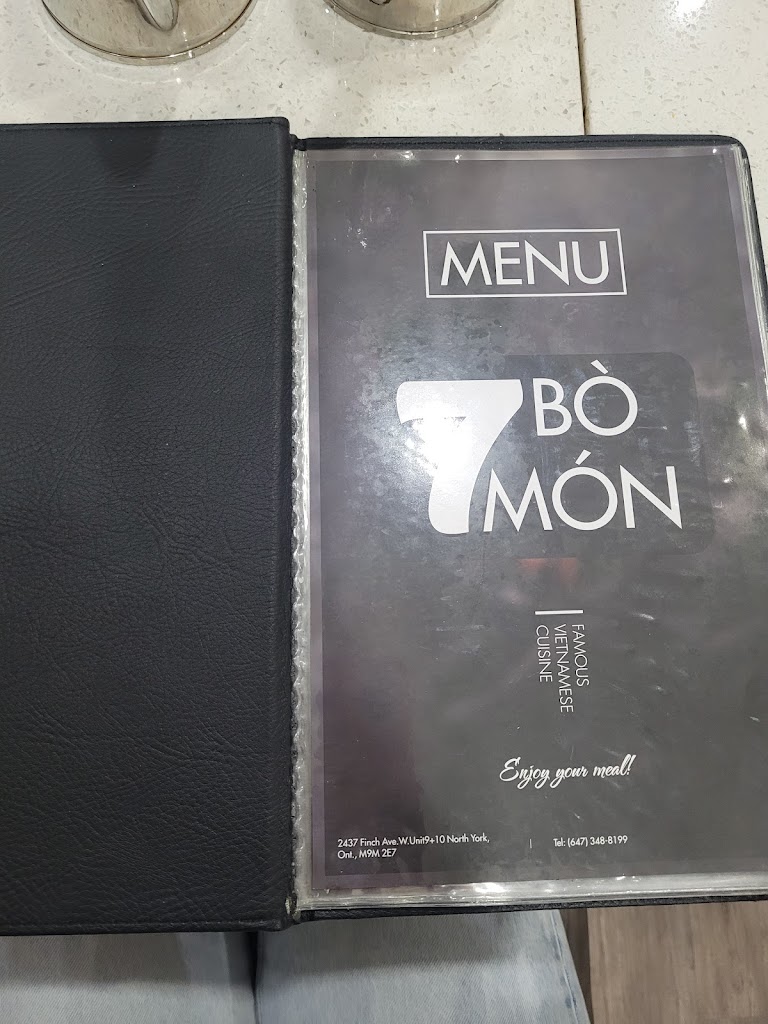 MENU
7 BÒ
MÓN
FAMOUS
VIETNAMESE
CUISINE
Enjoy your meal!
2437 Finch Ave.W.Unit9+10 North York,
Ont., M9M 2E7
Tel: (647) 348-8199